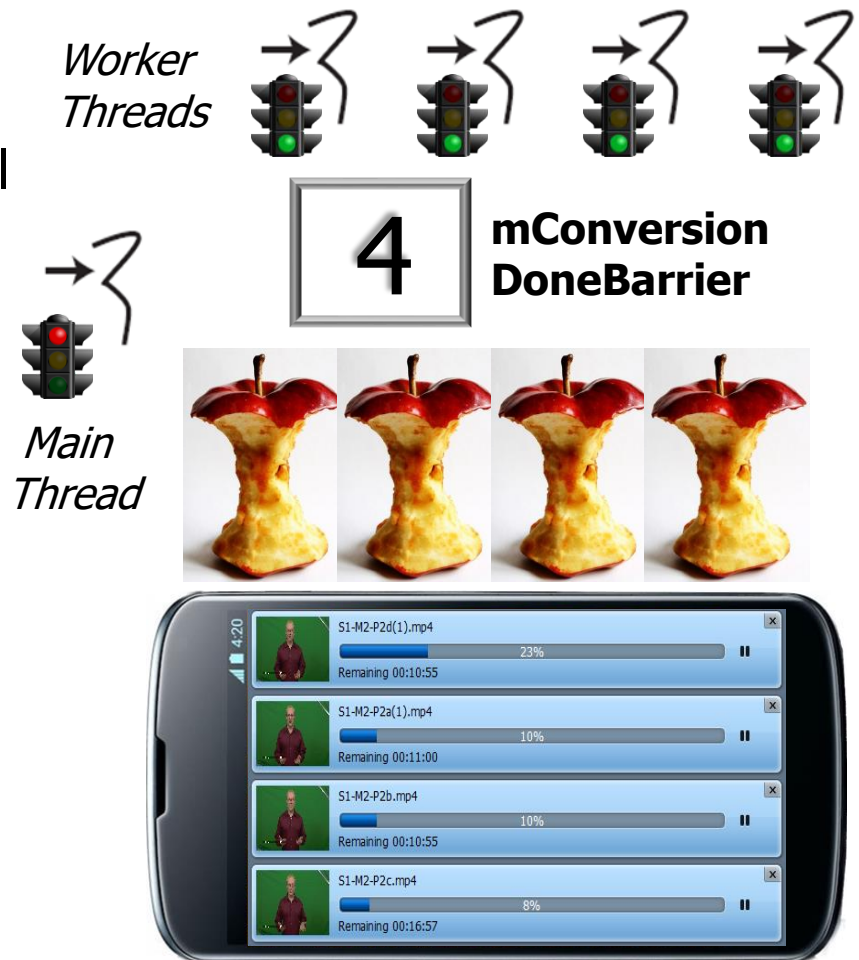 Worker
Threads
4
mConversion
DoneBarrier
Main
Thread
4:20
S1-M2-P2d(1).mp4
23%
Remaining 00:10:55
S1-M2-P2a(1).mp4
10%
Remaining 00:11:00
S1-M2-P2b.mp4
10%
Remaining 00:10:55
S1-M2-P2c.mp4
8%
Remaining 00:16:57